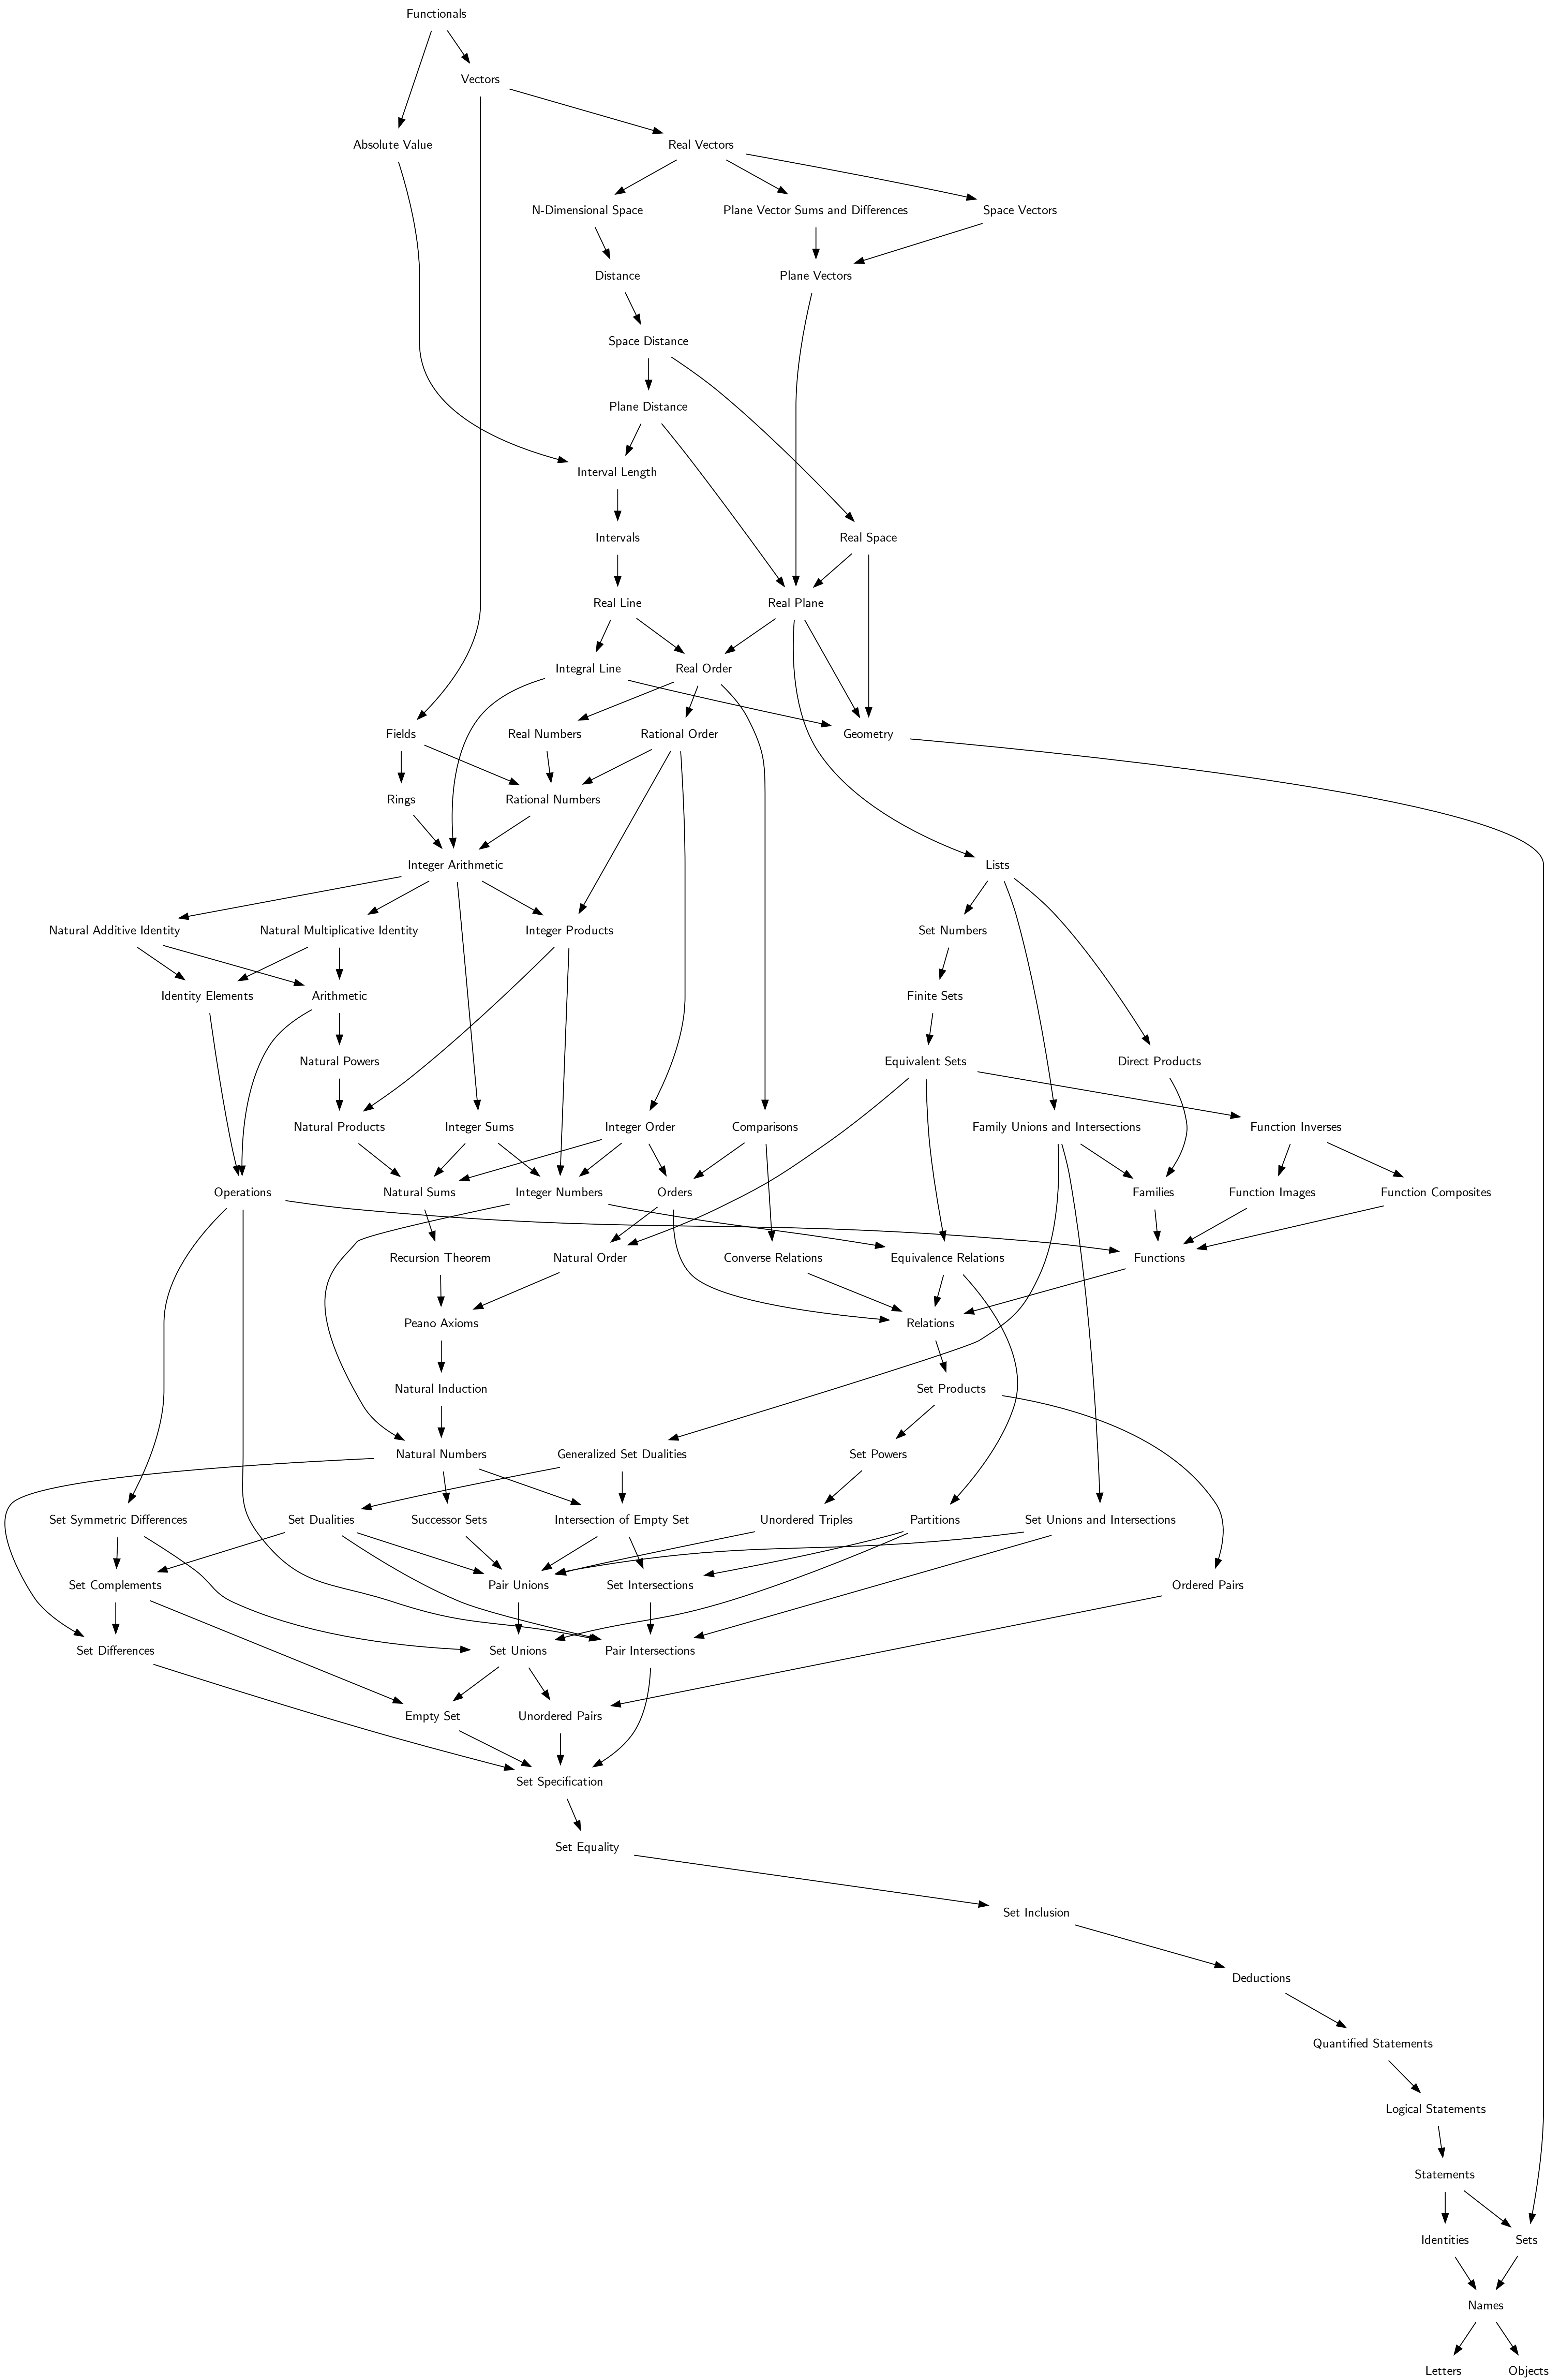 Functionals
Vectors
Absolute Value
Real Vectors
N-Dimensional Space
Plane Vector Sums and Differences
Space Vectors
Distance
Plane Vectors
Space Distance
Plane Distance
Interval Length
Intervals
Real Space
Real Line
Real Plane
Integral Line
Real Order
Fields
Real Numbers
Rational Order
Geometry
Rings
Rational Numbers
Integer Arithmetic
Lists
Natural Additive Identity
Natural Multiplicative Identity
Integer Products
Set Numbers
Identity Elements
Arithmetic
Finite Sets
Natural Powers
Equivalent Sets
Direct Products
Natural Products
Integer Sums
Integer Order
Comparisons
Family Unions and Intersections
Function Inverses
Operations
Natural Sums
Integer Numbers
Orders
Families
Function Images
Function Composites
Recursion Theorem
Natural Order
Converse Relations
Equivalence Relations
Functions
Peano Axioms
Relations
Natural Induction
Set Products
Natural Numbers
Generalized Set Dualities
Set Powers
Set Symmetric Differences
Set Dualities
Successor Sets
Intersection of Empty Set
Unordered Triples
Partitions
Set Unions and Intersections
Set Complements
Pair Unions
Set Intersections
Ordered Pairs
Set Differences
Set Unions
Pair Intersections
Empty Set
Unordered Pairs
Set Specification
Set Equality
Set Inclusion
Deductions
Quantified Statements
Logical Statements
Statements
Identities
Sets
Names
Letters
Objects